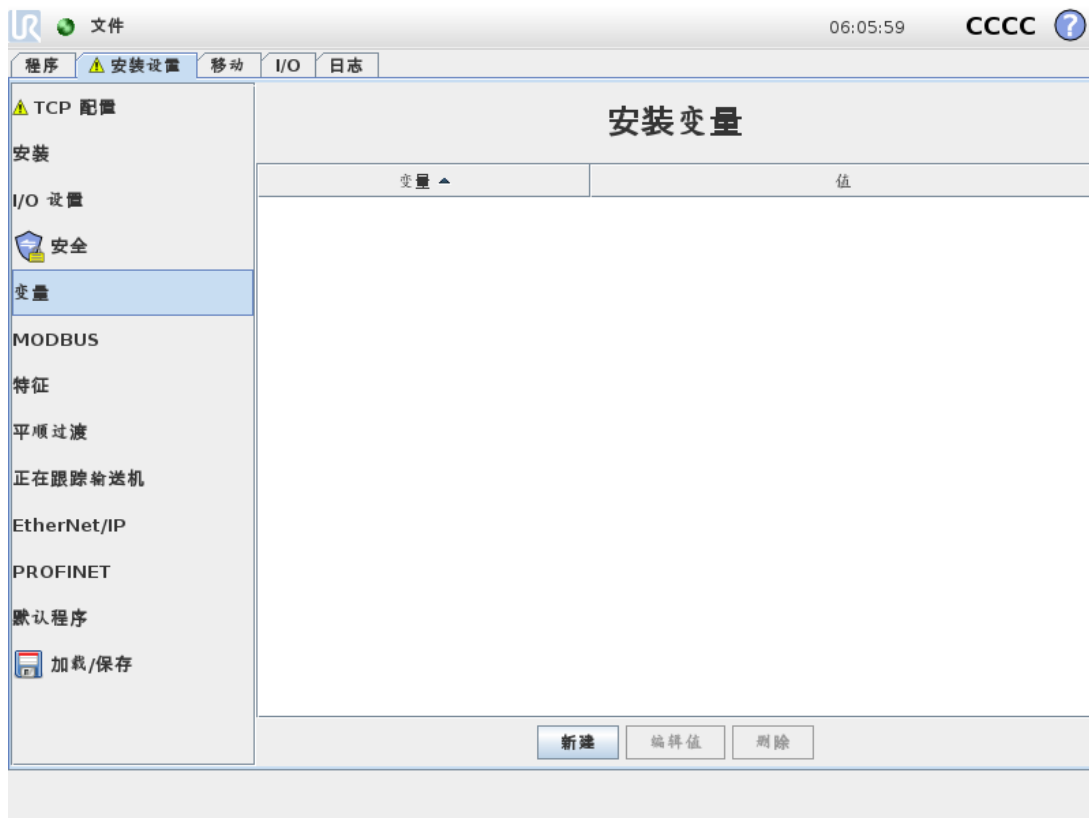 UR 文件 06:05:59 CCCC ?
程序 安装设置 移动 I/O 日志
TCP 配置
安装
I/O 设置
安全
变量
MODBUS
特征
平顺过渡
正在跟踪输送机
EtherNet/IP
PROFINET
默认程序
加载/保存
安装变量
变量 值
新建 编辑值 删除